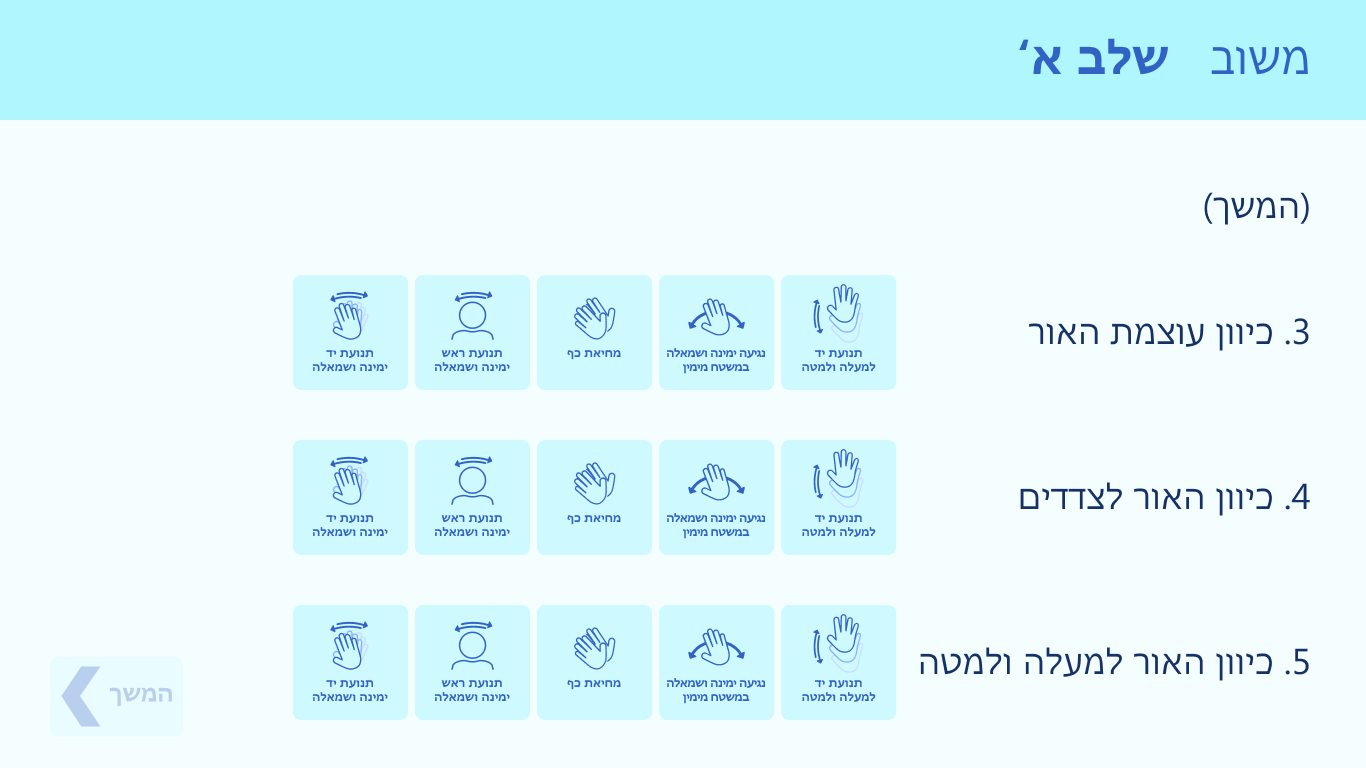 משוב שלב א‘
(המשך)
3. כיוון עוצמת האור
תנועת יד
למעלה ולמטה
נגיעה ימינה ושמאלה
במשטח מימין
מחיאת כף
תנועת ראש
ימינה ושמאלה
תנועת יד
ימינה ושמאלה
4. כיוון האור לצדדים
תנועת יד
למעלה ולמטה
נגיעה ימינה ושמאלה
במשטח מימין
מחיאת כף
תנועת ראש
ימינה ושמאלה
תנועת יד
ימינה ושמאלה
5. כיוון האור למעלה ולמטה
תנועת יד
למעלה ולמטה
נגיעה ימינה ושמאלה
במשטח מימין
מחיאת כף
תנועת ראש
ימינה ושמאלה
תנועת יד
ימינה ושמאלה
המשך